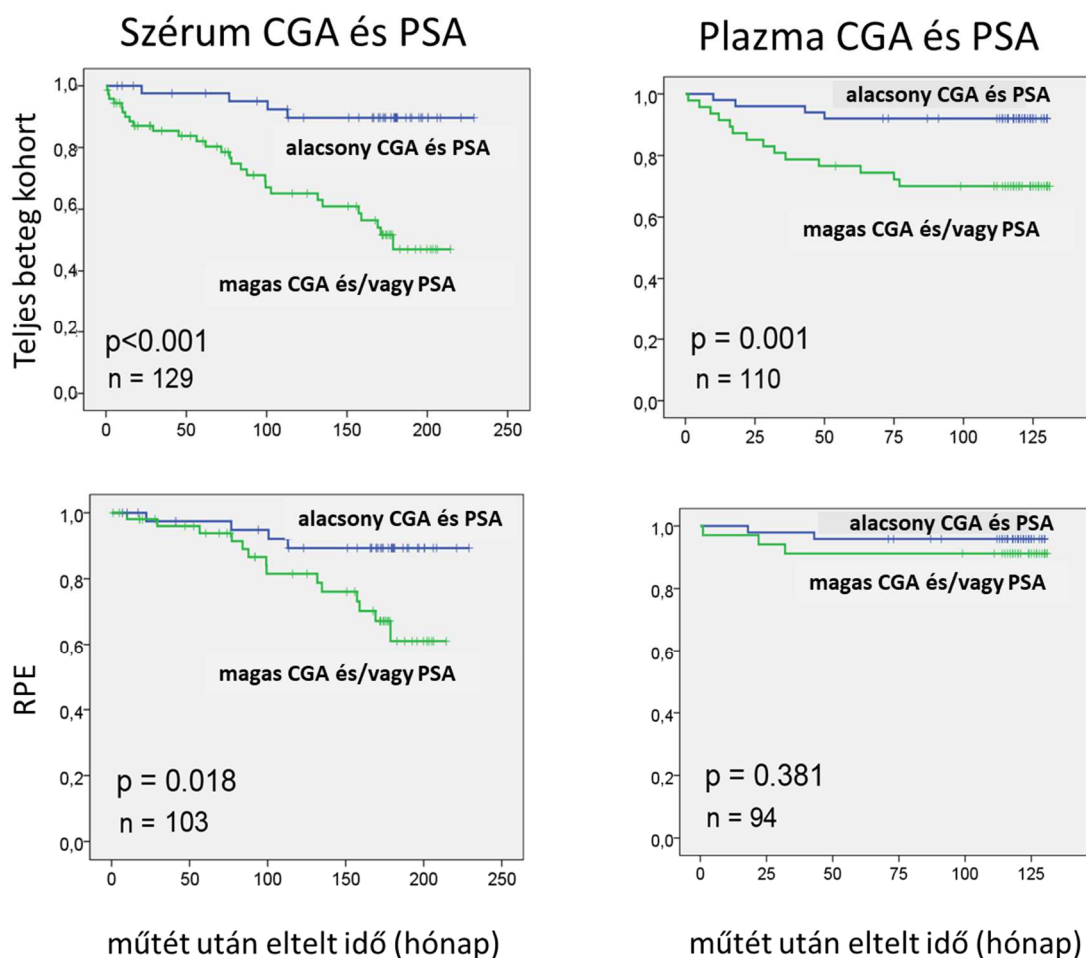 Szérum CGA és PSA
Teljes beteg kohort
1,0
0,8
0,6
0,4
0,2
0,0
alacsony CGA és PSA
magas CGA és/vagy PSA
p<0.001
n = 129
0
50
100
150
200
250
Plazma CGA és PSA
1,0
0,8
0,6
0,4
0,2
0,0
alacsony CGA és PSA
magas CGA és/vagy PSA
p = 0.001
n = 110
0
25
50
75
100
125
RPE
1,0
0,8
0,6
0,4
0,2
0,0
alacsony CGA és PSA
magas CGA és/vagy PSA
p = 0.018
n = 103
0
50
100
150
200
250
műtét után eltelt idő (hónap)
1,0
0,8
0,6
0,4
0,2
0,0
alacsony CGA és PSA
magas CGA és/vagy PSA
p = 0.381
n = 94
0
25
50
75
100
125
műtét után eltelt idő (hónap)